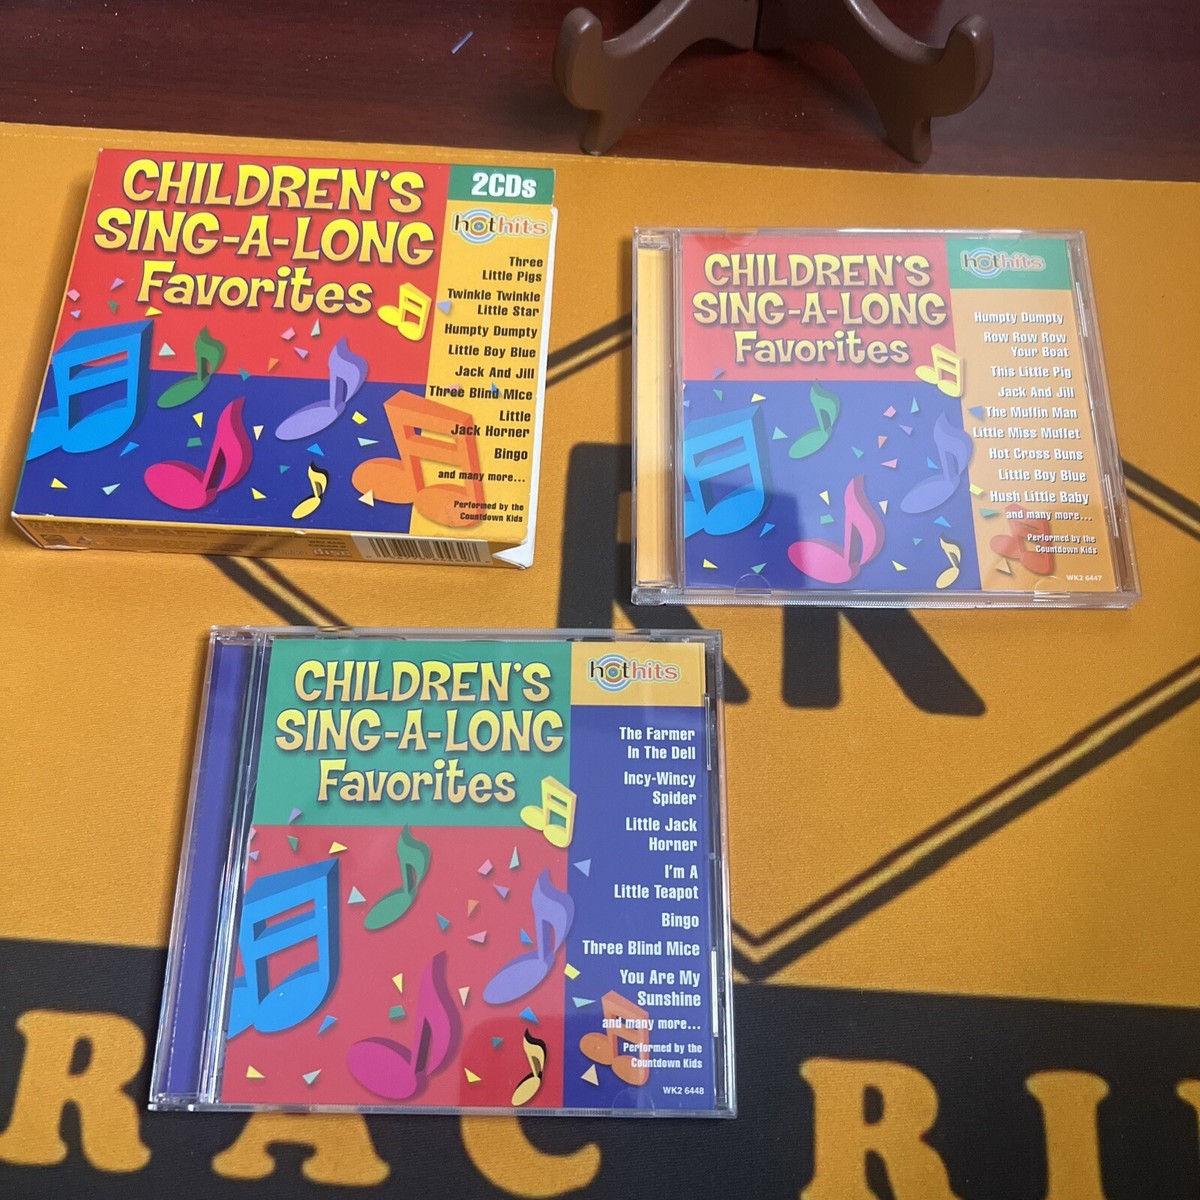 CHILDREN'S
SING-A-LONG
Favorites
2CDs
hothits
Three
Little Pigs
Twinkle Twinkle
Little Star
Humpty Dumpty
Little Boy Blue
Jack And Jill
Three Blind Mice
Little
Jack Horner
Bingo
and many more...
Performed by the
Countdown Kids
CHILDREN'S
SING-A-LONG
Favorites
hothits
Humpty Dumpty
Row Row Row
Your Boat
This Little Pig
Jack And Jill
The Muffin Man
Little Miss Muffet
Hot Cross Buns
Little Boy Blue
Hush Little Baby
and many more...
Performed by the
Countdown Kids
WK2 6447
CHILDREN'S
SING-A-LONG
Favorites
hothits
The Farmer
In The Dell
Incy-Wincy
Spider
Little Jack
Horner
I'm A
Little Teapot
Bingo
Three Blind Mice
You Are My
Sunshine
and many more...
Performed by the
Countdown Kids
WK2 6448